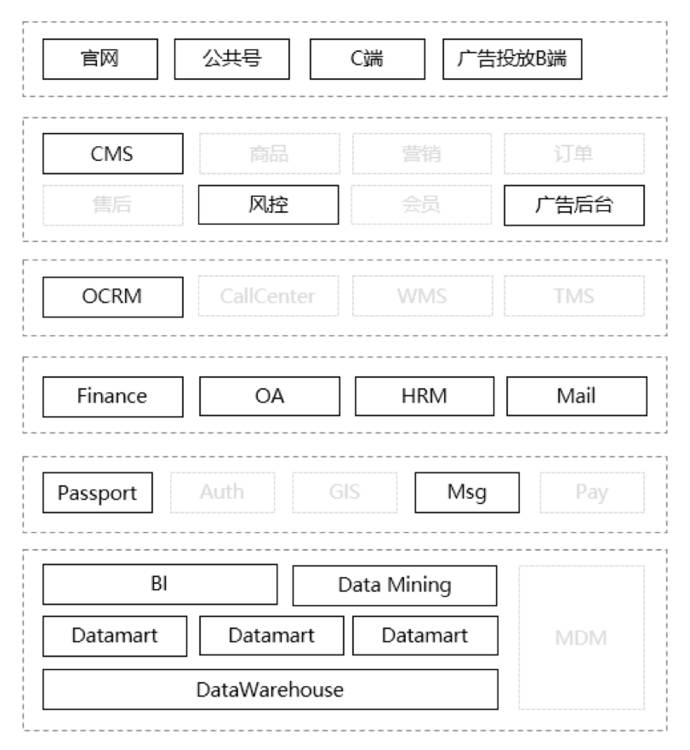 官网 公共号 C端 广告投放B端
CMS 商品 营销 订单
售后 风控 会员 广告后台
OCRM CallCenter WMS TMS
Finance OA HRM Mail
Passport Auth GIS Msg Pay
BI Data Mining
Datamart Datamart Datamart MDM
DataWarehouse